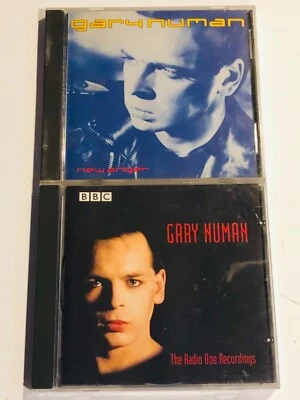 gary numan
new anger
BBC
GARY NUMAN
The Radio One Recordings